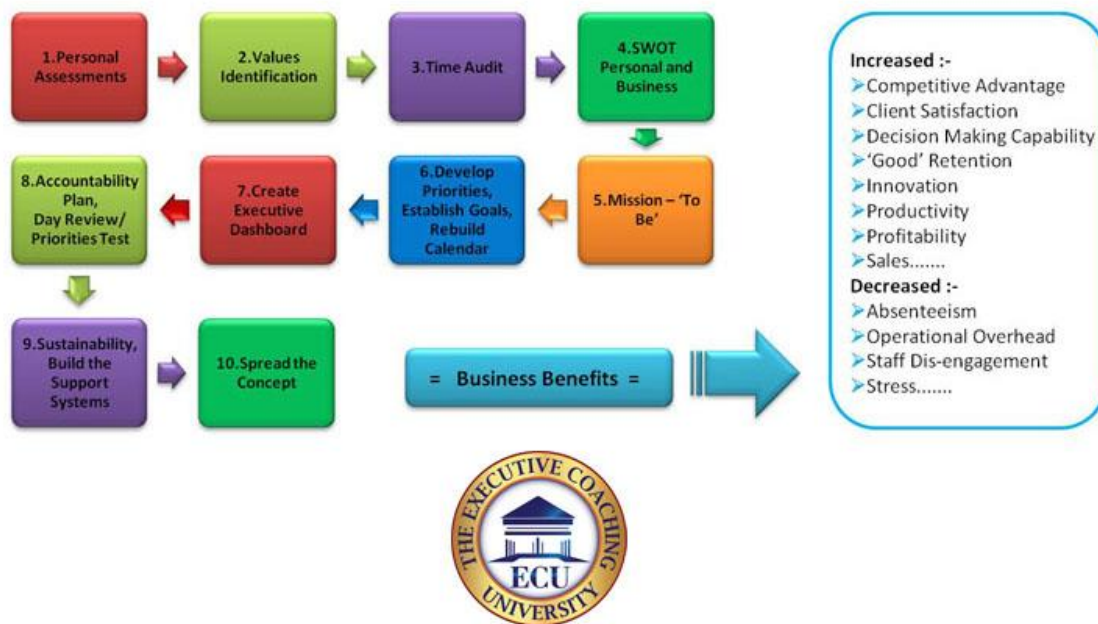 1.Personal
Assessments
2.Values
Identification
3.Time Audit
4.SWOT
Personal and
Business
5.Mission – 'To
Be'
6.Develop
Priorities,
Establish Goals,
Rebuild
Calendar
7.Create
Executive
Dashboard
8.Accountability
Plan,
Day Review/
Priorities Test
9.Sustainability,
Build the
Support
Systems
10.Spread the
Concept
= Business Benefits =
Increased :-
➢Competitive Advantage
➢Client Satisfaction
➢Decision Making Capability
➢'Good' Retention
➢Innovation
➢Productivity
➢Profitability
➢Sales.......
Decreased :-
➢Absenteeism
➢Operational Overhead
➢Staff Dis-engagement
➢Stress.......
THE EXECUTIVE COACHING
ECU
UNIVERSITY